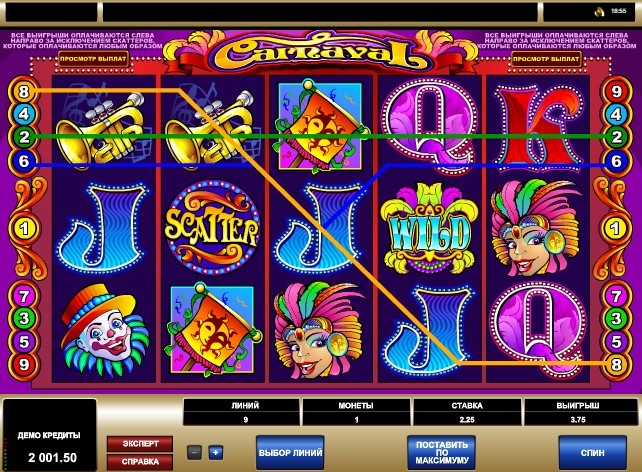 18:55
ВСЕ ВЫИГРЫШИ ОПЛАЧИВАЮТСЯ СЛЕВА
НАПРАВО ЗА ИСКЛЮЧЕНИЕМ СКАТТЕРОВ,
КОТОРЫЕ ОПЛАЧИВАЮТСЯ ЛЮБЫМ ОБРАЗОМ
Carnaval
ВСЕ ВЫИГРЫШИ ОПЛАЧИВАЮТСЯ СЛЕВА
НАПРАВО ЗА ИСКЛЮЧЕНИЕМ СКАТТЕРОВ,
КОТОРЫЕ ОПЛАЧИВАЮТСЯ ЛЮБЫМ ОБРАЗОМ
ПРОСМОТР ВЫПЛАТ
ПРОСМОТР ВЫПЛАТ
8 Q K 9
4 4
2 2
6 6
1 J SCATTER J WILD 1
7 7
3 J Q 3
5 5
9 8
ЛИНИЙ МОНЕТЫ СТАВКА ВЫИГРЫШ
9 1 2.25 3.75
ДЕМО КРЕДИТЫ
2 001.50
ЭКСПЕРТ
СПРАВКА
- +
ВЫБОР ЛИНИЙ
ПОСТАВИТЬ
ПО
МАКСИМУМУ
СПИН